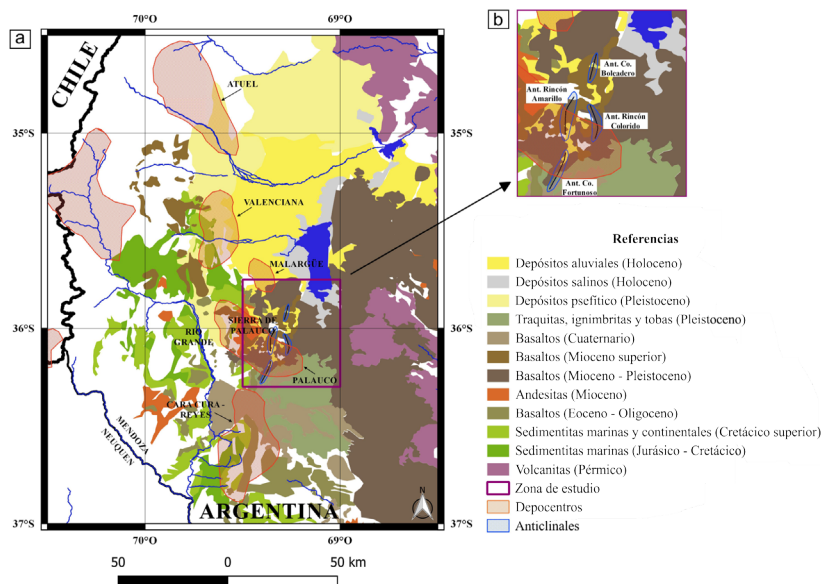 a
70°O
69°O
CHILE
35°S
35°S
ATUEL
VALENCIANA
MALARGÜE
36°S
36°S
SIERRA DE
PALAUCO
RIO
GRANDE
PALAUCO
CARA CURA -
REYES
MENDOZA
NEUQUEN
ARGENTINA
N
37°S
37°S
70°O
69°O
50
0
50 km
b
Ant. Co.
Boleadero
Ant. Rincón
Amarillo
Ant. Rincón
Colorido
Ant. Co.
Fortunoso
Referencias
Depósitos aluviales (Holoceno)
Depósitos salinos (Holoceno)
Depósitos psefítico (Pleistoceno)
Traquitas, ignimbritas y tobas (Pleistoceno)
Basaltos (Cuaternario)
Basaltos (Mioceno superior)
Basaltos (Mioceno - Pleistoceno)
Andesitas (Mioceno)
Basaltos (Eoceno - Oligoceno)
Sedimentitas marinas y continentales (Cretácico superior)
Sedimentitas marinas (Jurásico - Cretácico)
Volcanitas (Pérmico)
Zona de estudio
Depocentros
Anticlinales